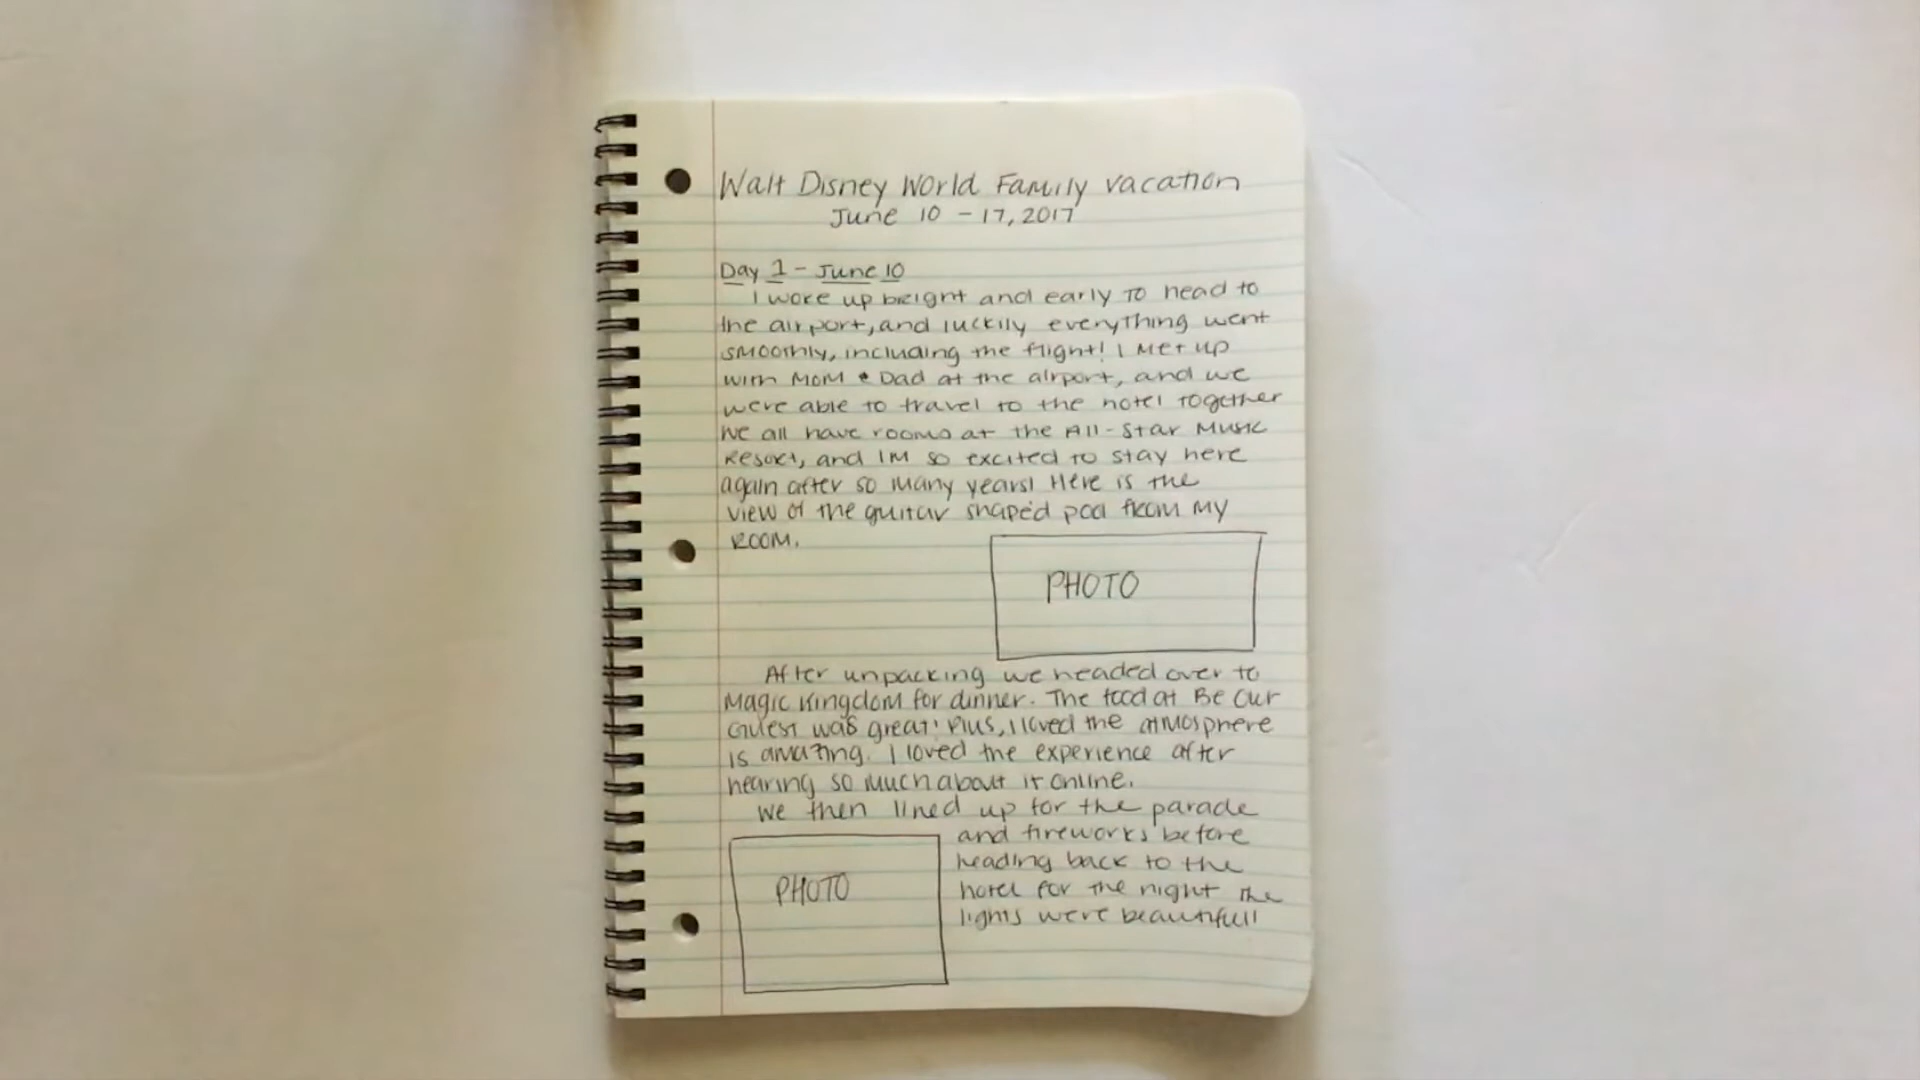 Walt Disney World Family Vacation
June 10 - 17, 2017
Day 1 - June 10
I woke up bright and early to head to
the airport, and luckily everything went
smoothly, including the flight! I met up
with Mom & Dad at the airport, and we
were able to travel to the hotel together
We all have rooms at the All-Star Music
Resort, and I'm so excited to stay here
again after so many years! Here is the
view of the guitar shaped pool from my
room.
PHOTO
After unpacking we headed over to
Magic Kingdom for dinner. The food at Be Our
Guest was great! Plus, I loved the atmosphere
is amazing. I loved the experience after
hearing so much about it online.
We then lined up for the parade
and fireworks before
heading back to the
hotel for the night the
lights were beautiful!
PHOTO